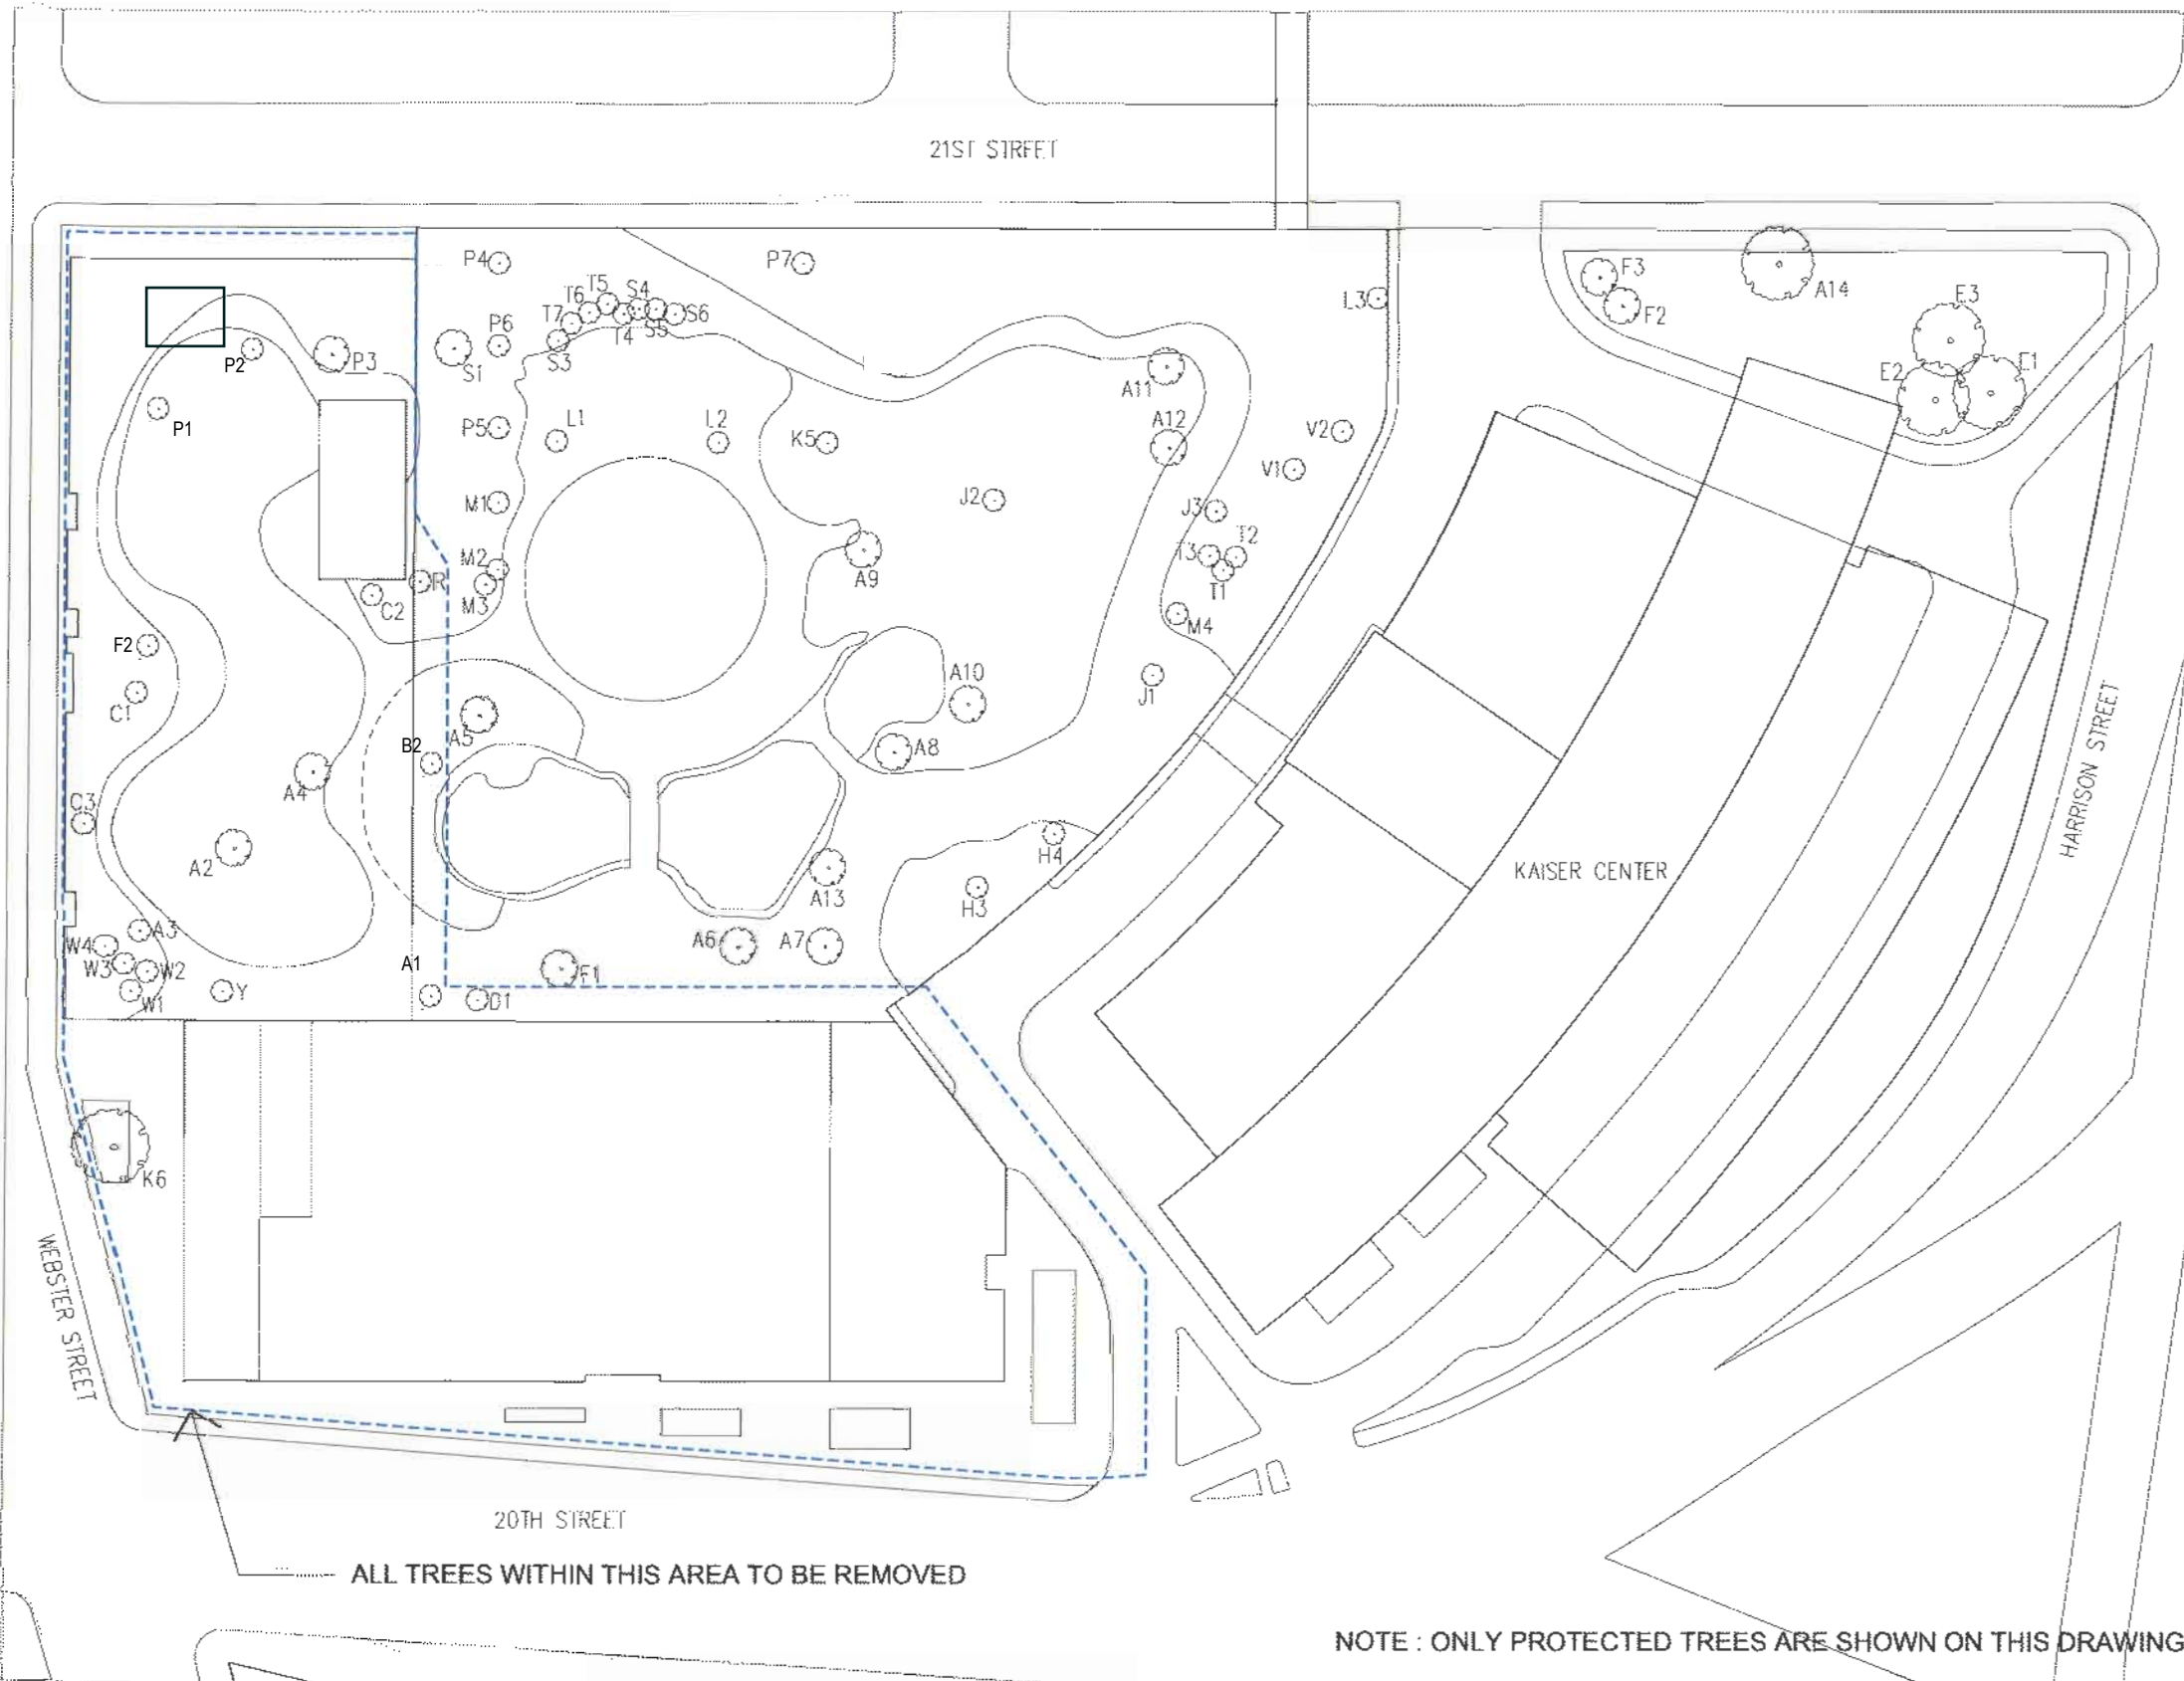 21ST STREET
P4
P7
F3
A14
L3
F2
E3
T5
S4
T6
T7
T4
S5
S6
P6
P2
P3
S1
S3
A11
E2
E1
P1
P5
L1
L2
K5
A12
V2
V1
M1
J2
J3
T2
M2
R
T3
A9
T1
C2
M3
M4
F2
C1
A10
J1
B2
A5
A8
HARRISON STREET
A4
C3
A2
H4
KAISER CENTER
A13
H3
A3
W4
W3
W2
A1
A6
A7
F1
Y
W1
D1
K6
WEBSTER STREET
20TH STREET
ALL TREES WITHIN THIS AREA TO BE REMOVED
NOTE : ONLY PROTECTED TREES ARE SHOWN ON THIS DRAWING